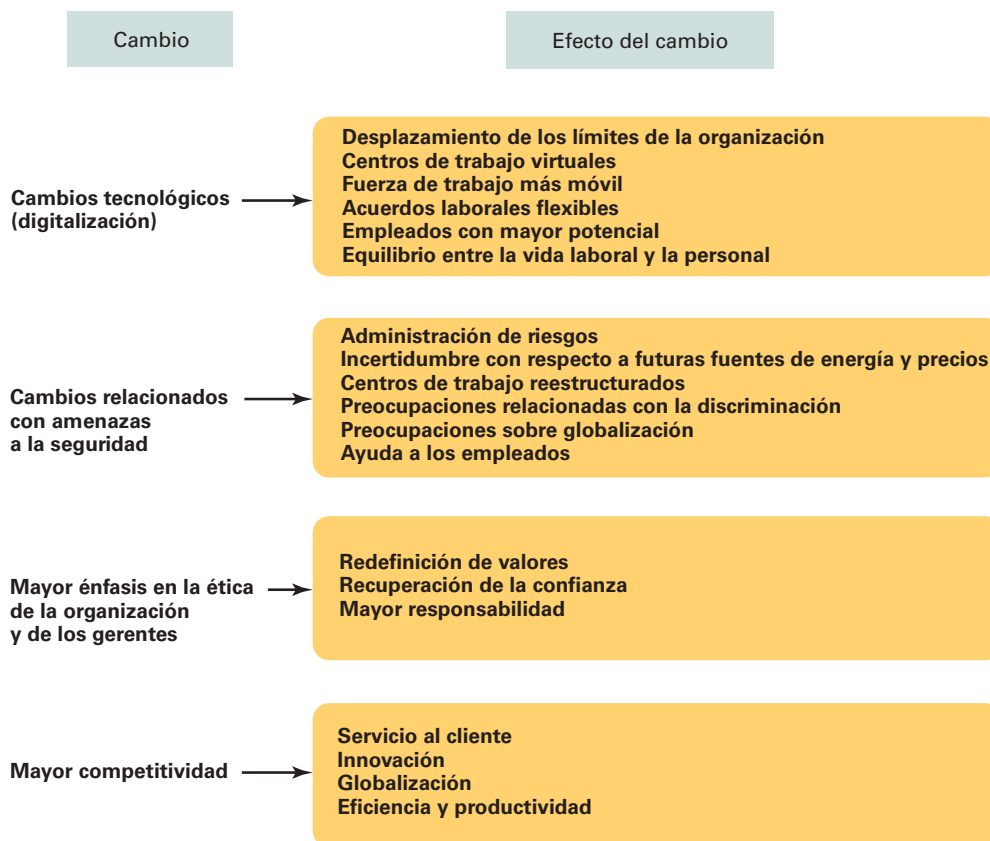 Cambio
Efecto del cambio
Cambios tecnológicos
(digitalización)
Desplazamiento de los límites de la organización
Centros de trabajo virtuales
Fuerza de trabajo más móvil
Acuerdos laborales flexibles
Empleados con mayor potencial
Equilibrio entre la vida laboral y la personal
Cambios relacionados
con amenazas
a la seguridad
Administración de riesgos
Incertidumbre con respecto a futuras fuentes de energía y precios
Centros de trabajo reestructurados
Preocupaciones relacionadas con la discriminación
Preocupaciones sobre globalización
Ayuda a los empleados
Mayor énfasis en la ética
de la organización
y de los gerentes
Redefinición de valores
Recuperación de la confianza
Mayor responsabilidad
Mayor competitividad
Servicio al cliente
Innovación
Globalización
Eficiencia y productividad